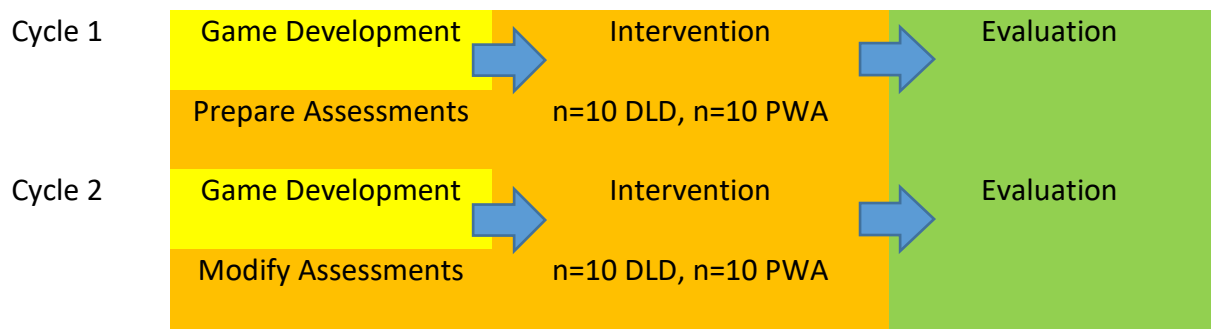 Cycle 1 Game Development Intervention Evaluation
Prepare Assessments n=10 DLD, n=10 PWA
Cycle 2 Game Development Intervention Evaluation
Modify Assessments n=10 DLD, n=10 PWA